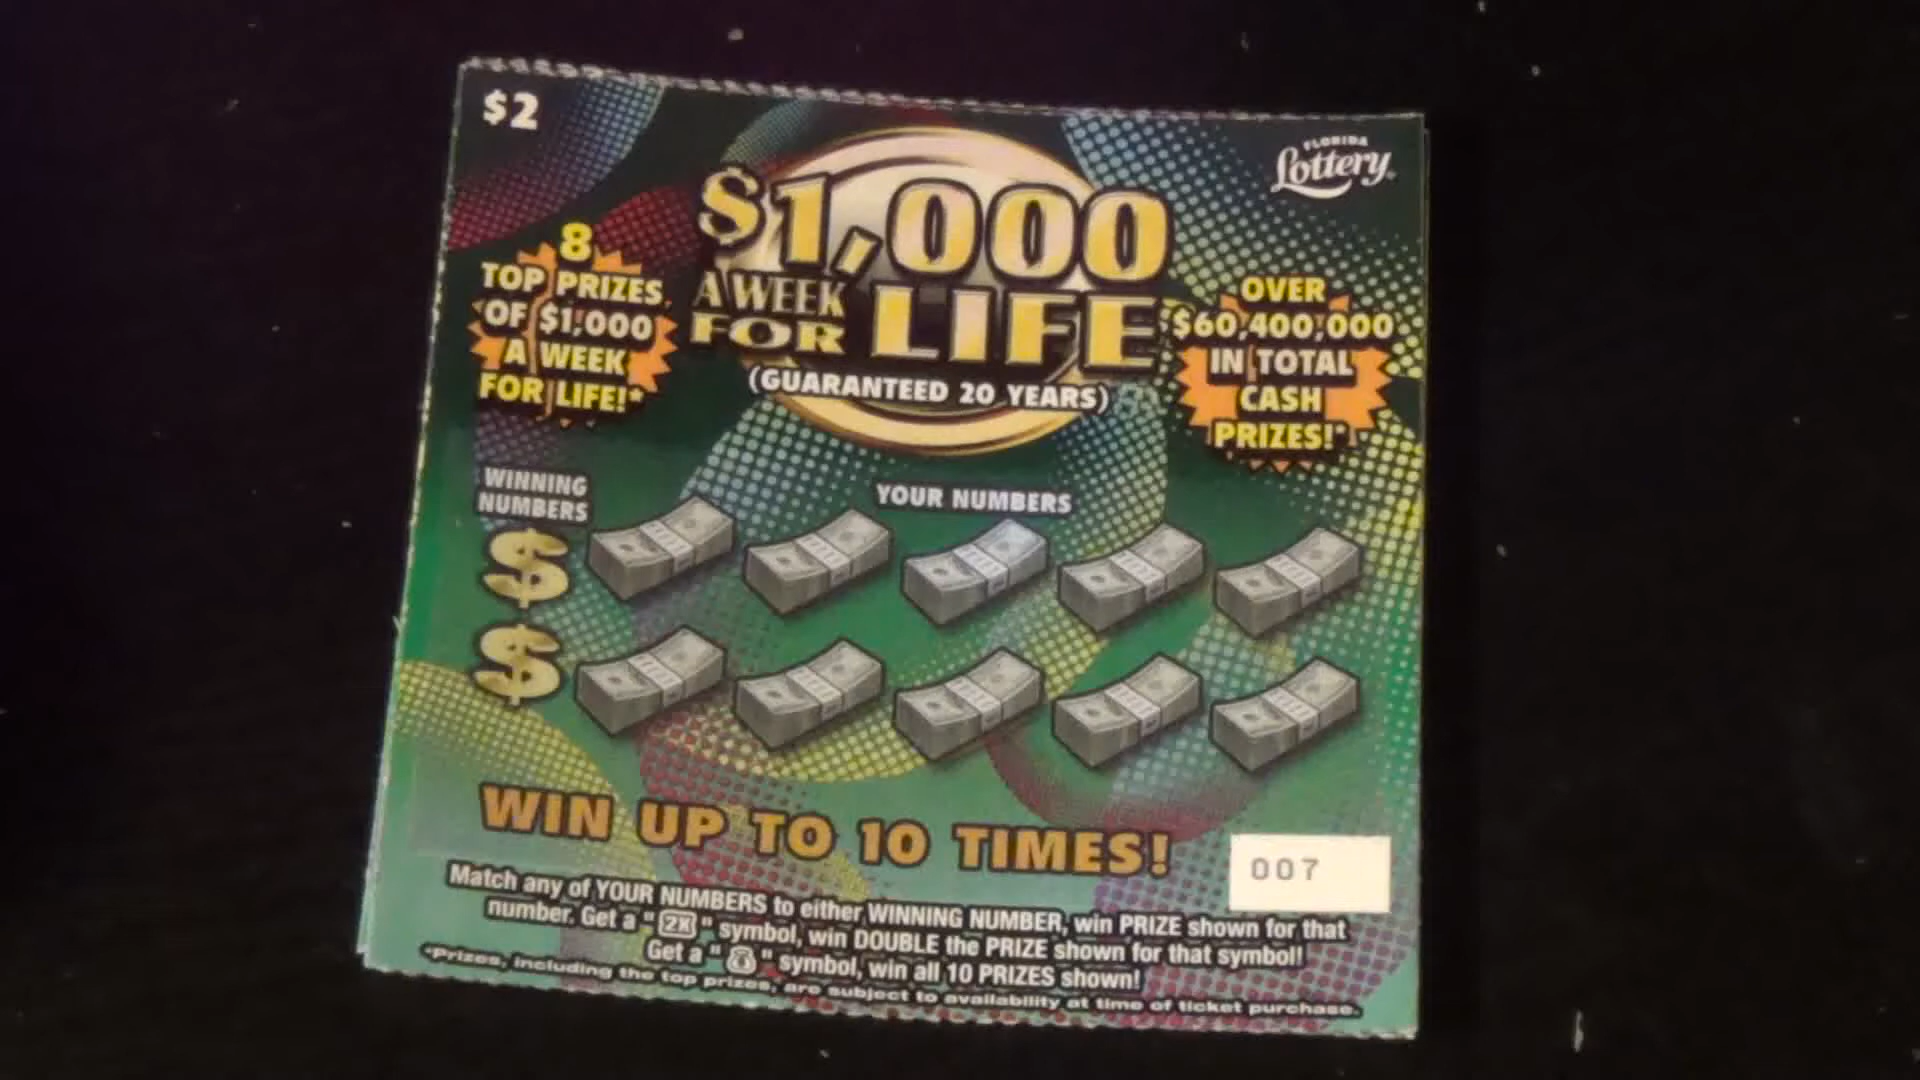 $2
FLORIDA
Lottery
$1,000
A WEEK
FOR LIFE
(GUARANTEED 20 YEARS)
8
TOP PRIZES
OF $1,000
A WEEK
FOR LIFE!*
OVER
$60,400,000
IN TOTAL
CASH
PRIZES!*
WINNING
NUMBERS
YOUR NUMBERS
$
$
WIN UP TO 10 TIMES!
007
Match any of YOUR NUMBERS to either WINNING NUMBER, win PRIZE shown for that
number. Get a "2X" symbol, win DOUBLE the PRIZE shown for that symbol!
Get a " " symbol, win all 10 PRIZES shown!
*Prizes, including the top prizes, are subject to availability at time of ticket purchase.